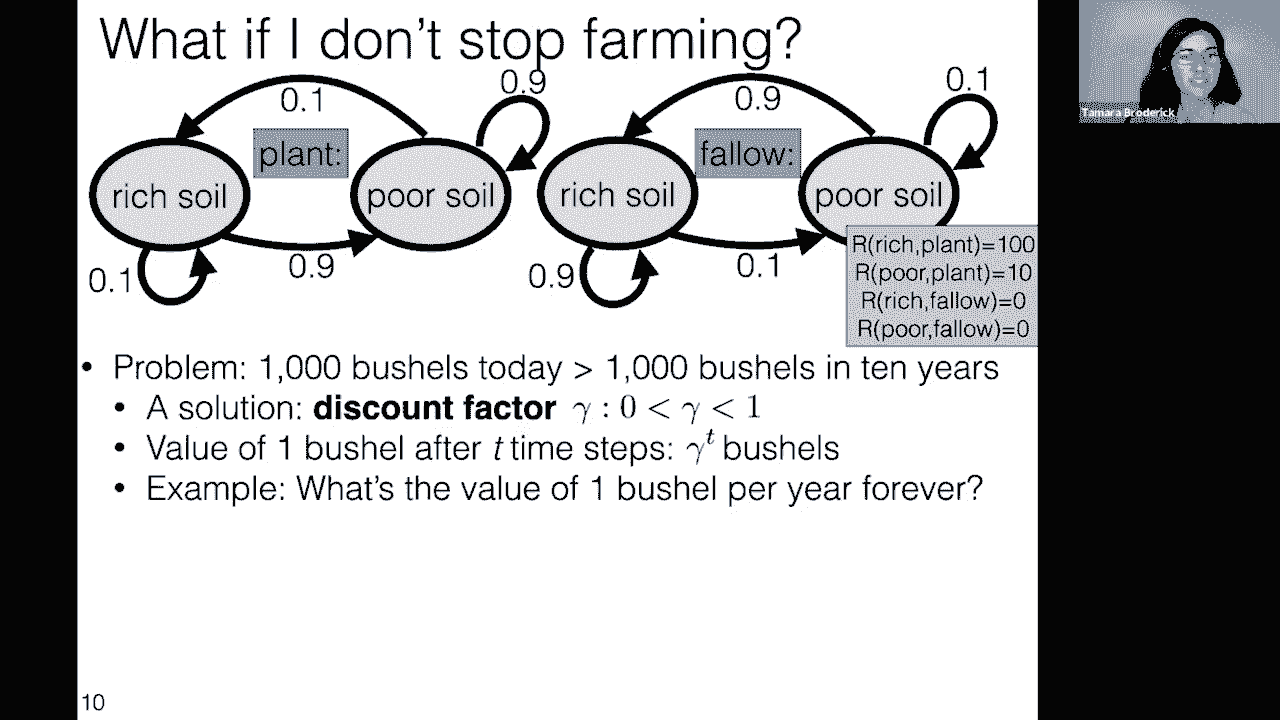 What if I don't stop farming?
0.1
0.9
plant:
rich soil
poor soil
0.1
0.9
0.9
0.1
fallow:
rich soil
poor soil
0.9
0.1
R(rich,plant)=100
R(poor,plant)=10
R(rich,fallow)=0
R(poor,fallow)=0
• Problem: 1,000 bushels today > 1,000 bushels in ten years
• A solution: discount factor γ : 0 < γ < 1
• Value of 1 bushel after t time steps: γ^t bushels
• Example: What's the value of 1 bushel per year forever?
10
Tamara Broderick